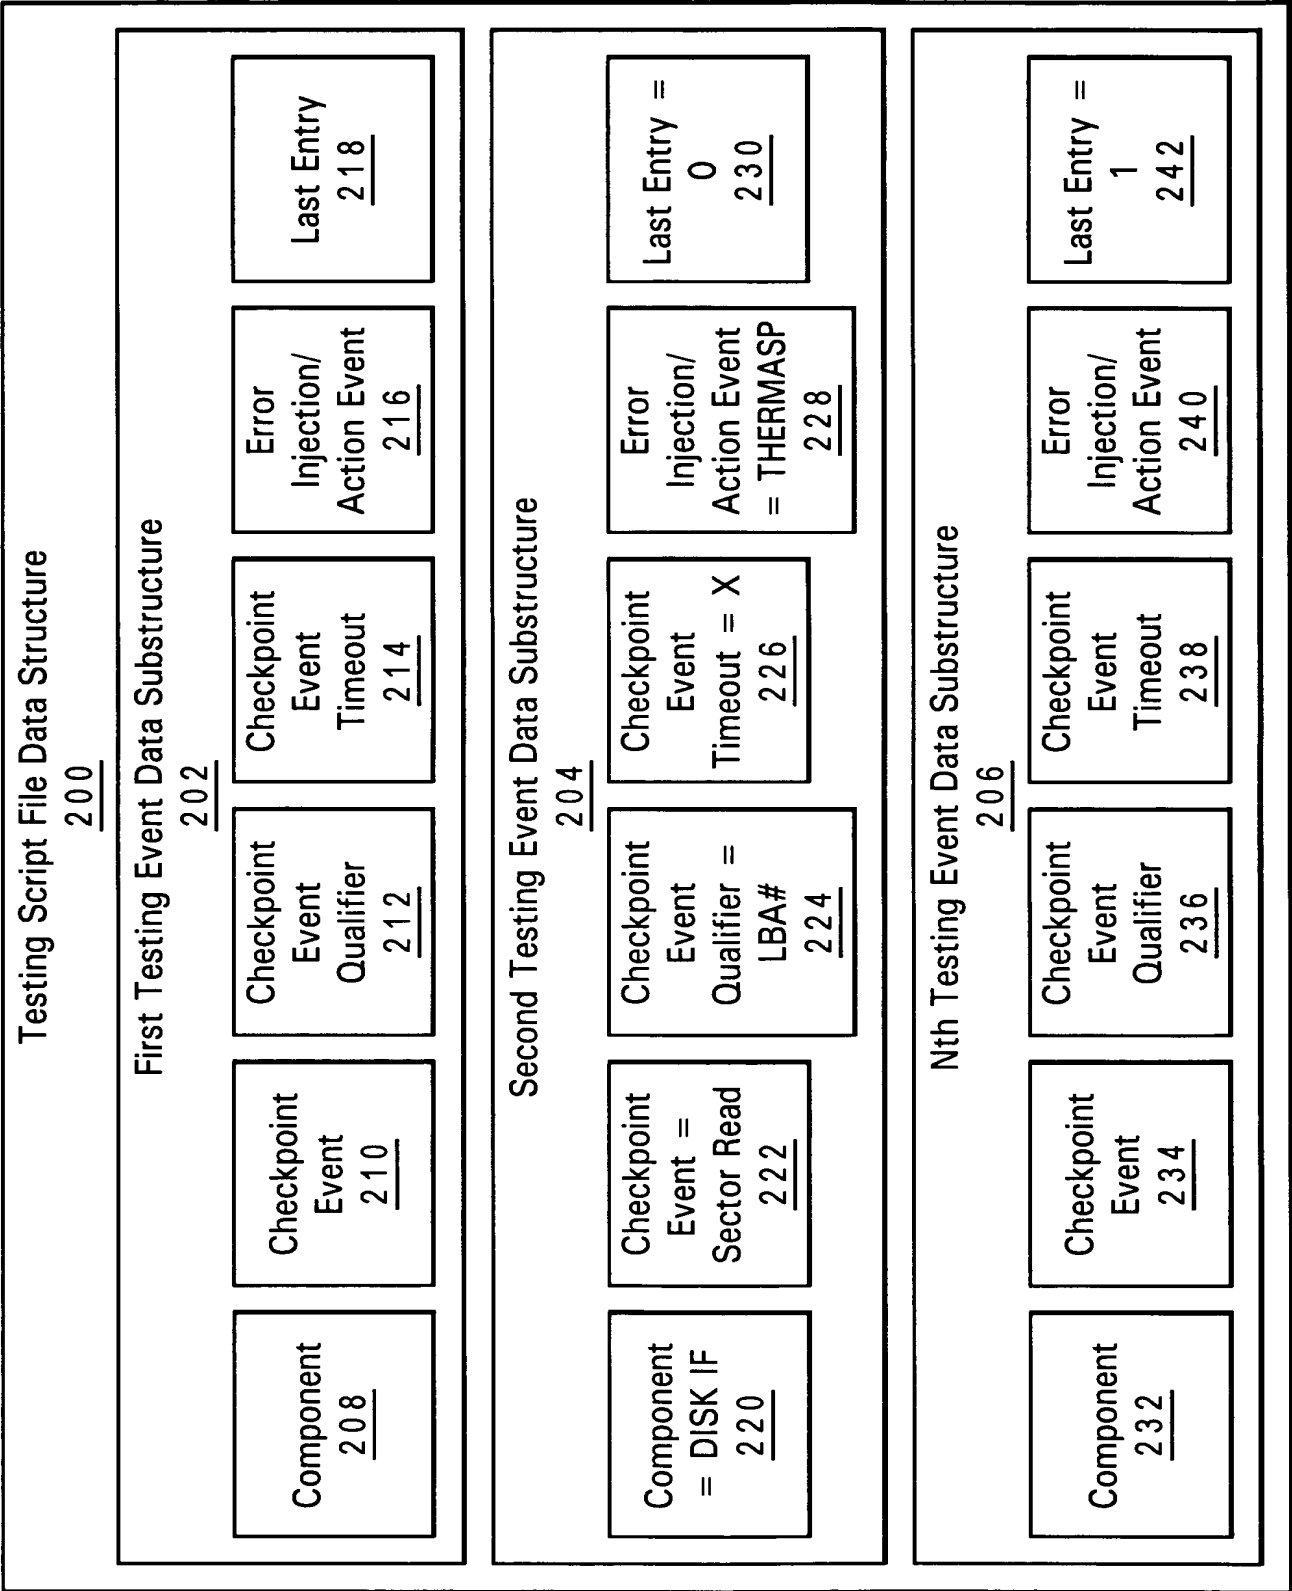 Testing Script File Data Structure
200
First Testing Event Data Substructure
202
Component
208
Checkpoint
Event
210
Checkpoint
Event
Qualifier
212
Checkpoint
Event
Timeout
214
Error
Injection/
Action Event
216
Last Entry
218
Second Testing Event Data Substructure
204
Component
= DISK IF
220
Checkpoint
Event =
Sector Read
222
Checkpoint
Event
Qualifier =
LBA#
224
Checkpoint
Event
Timeout = X
226
Error
Injection/
Action Event
= THERMASP
228
Last Entry =
0
230
Nth Testing Event Data Substructure
206
Component
232
Checkpoint
Event
234
Checkpoint
Event
Qualifier
236
Checkpoint
Event
Timeout
238
Error
Injection/
Action Event
240
Last Entry =
1
242